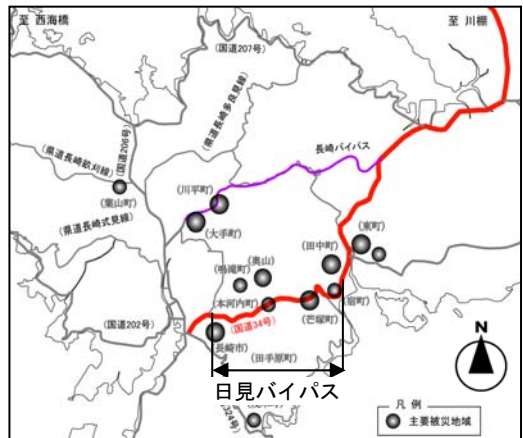 至 西海橋
至 川棚
(国道207号)
(県道長崎多良見線)
(国道206号)
(県道長崎畝刈線)
長崎バイパス
(川平町)
(葉山町)
(県道長崎式見線)
(大手町)
(東町)
(田中町)
(鳴滝町)
(奥山)
(本河内町)
(宿町)
(芒塚町)
(国道34号)
(国道202号)
(長崎市)
(田手原町)
N
日見バイパス
凡 例
主要被災地域